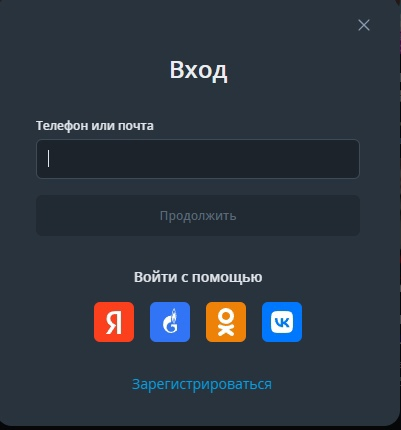 Вход
Телефон или почта
Продолжить
Войти с помощью
Я
Зарегистрироваться